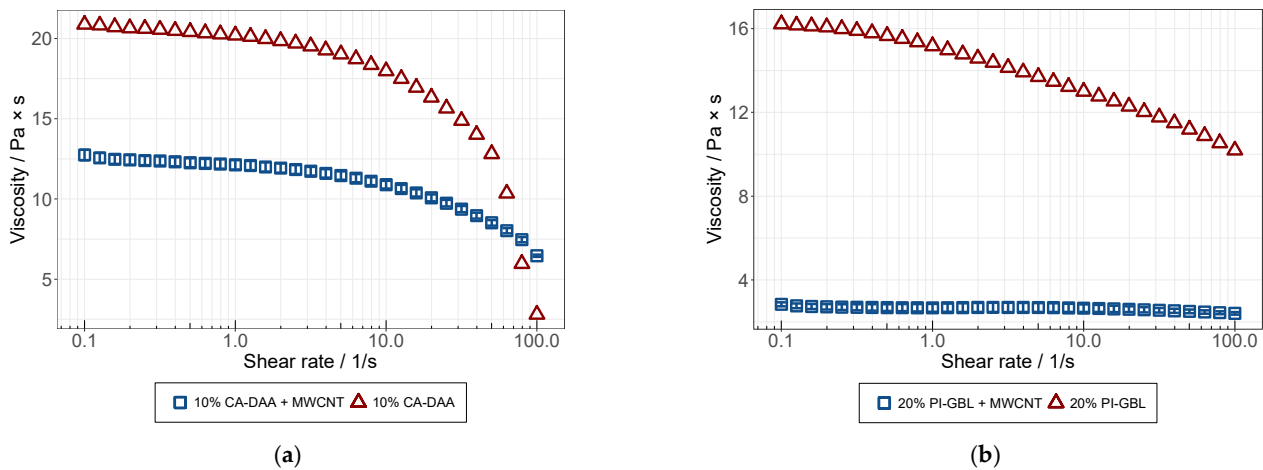 Viscosity / Pa × s
20
15
10
5
0.1 1.0 10.0 100.0
Shear rate / 1/s
10% CA-DAA + MWCNT 10% CA-DAA
(a)
Viscosity / Pa × s
16
12
8
4
0.1 1.0 10.0 100.0
Shear rate / 1/s
20% PI-GBL + MWCNT 20% PI-GBL
(b)